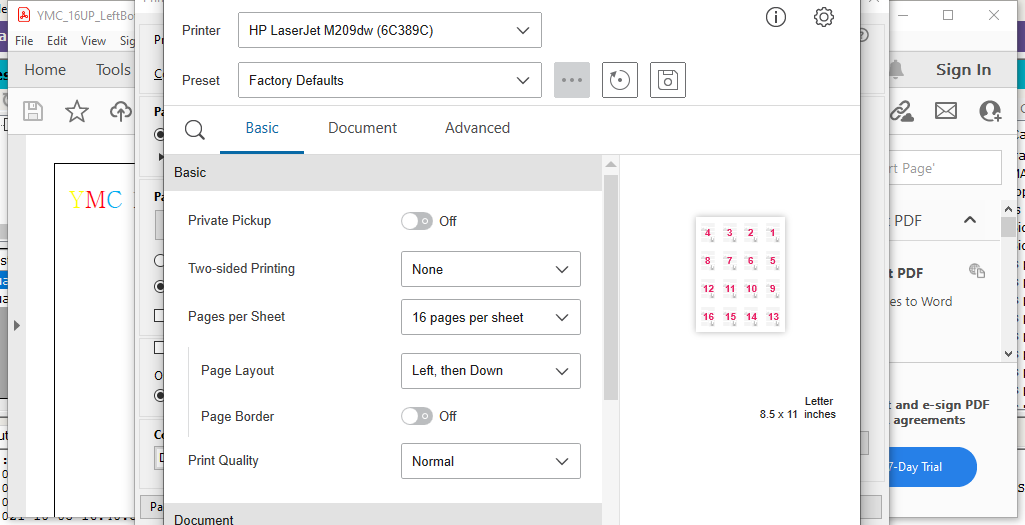 YMC_16UP_LeftBo
File Edit View Sig
Home Tools
YMC
Pa
Printer
HP LaserJet M209dw (6C389C)
Preset
Factory Defaults
Basic Document Advanced
Basic
Private Pickup Off
Two-sided Printing None
Pages per Sheet 16 pages per sheet
Page Layout Left, then Down
Page Border Off
Print Quality Normal
Document
4 3 2 1
8 7 6 5
12 11 10 9
16 15 14 13
Letter
8.5 x 11 inches
Sign In
rt Page'
PDF
t PDF
es to Word
t and e-sign PDF
agreements
7-Day Trial